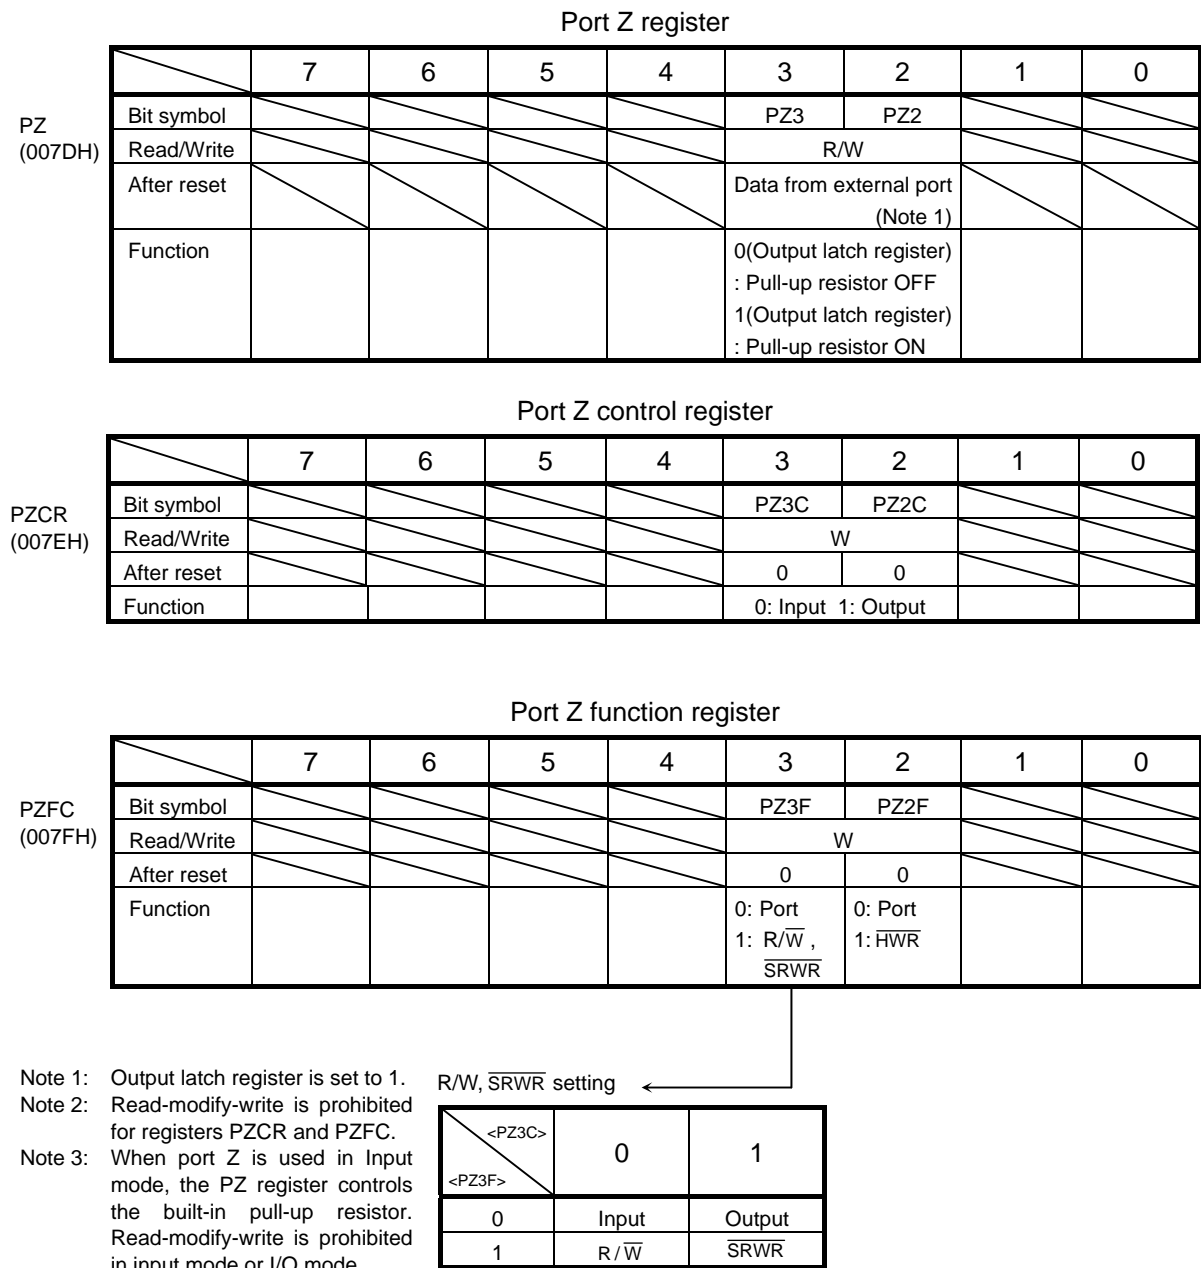 Port Z register
7 6 5 4 3 2 1 0
PZ
(007DH)
Bit symbol PZ3 PZ2
Read/Write R/W
After reset Data from external port
(Note 1)
Function 0(Output latch register)
: Pull-up resistor OFF
1(Output latch register)
: Pull-up resistor ON
Port Z control register
7 6 5 4 3 2 1 0
PZCR
(007EH)
Bit symbol PZ3C PZ2C
Read/Write W
After reset 0 0
Function 0: Input 1: Output
Port Z function register
7 6 5 4 3 2 1 0
PZFC
(007FH)
Bit symbol PZ3F PZ2F
Read/Write W
After reset 0 0
Function 0: Port 0: Port
1: R/W̅ , 1: H̅W̅R̅
S̅R̅W̅R̅
Note 1: Output latch register is set to 1.
Note 2: Read-modify-write is prohibited
for registers PZCR and PZFC.
Note 3: When port Z is used in Input
mode, the PZ register controls
the built-in pull-up resistor.
Read-modify-write is prohibited
in input mode or I/O mode.
R/W, S̅R̅W̅R̅ setting
<PZ3C> 0 1
<PZ3F>
0 Input Output
1 R/W̅ S̅R̅W̅R̅